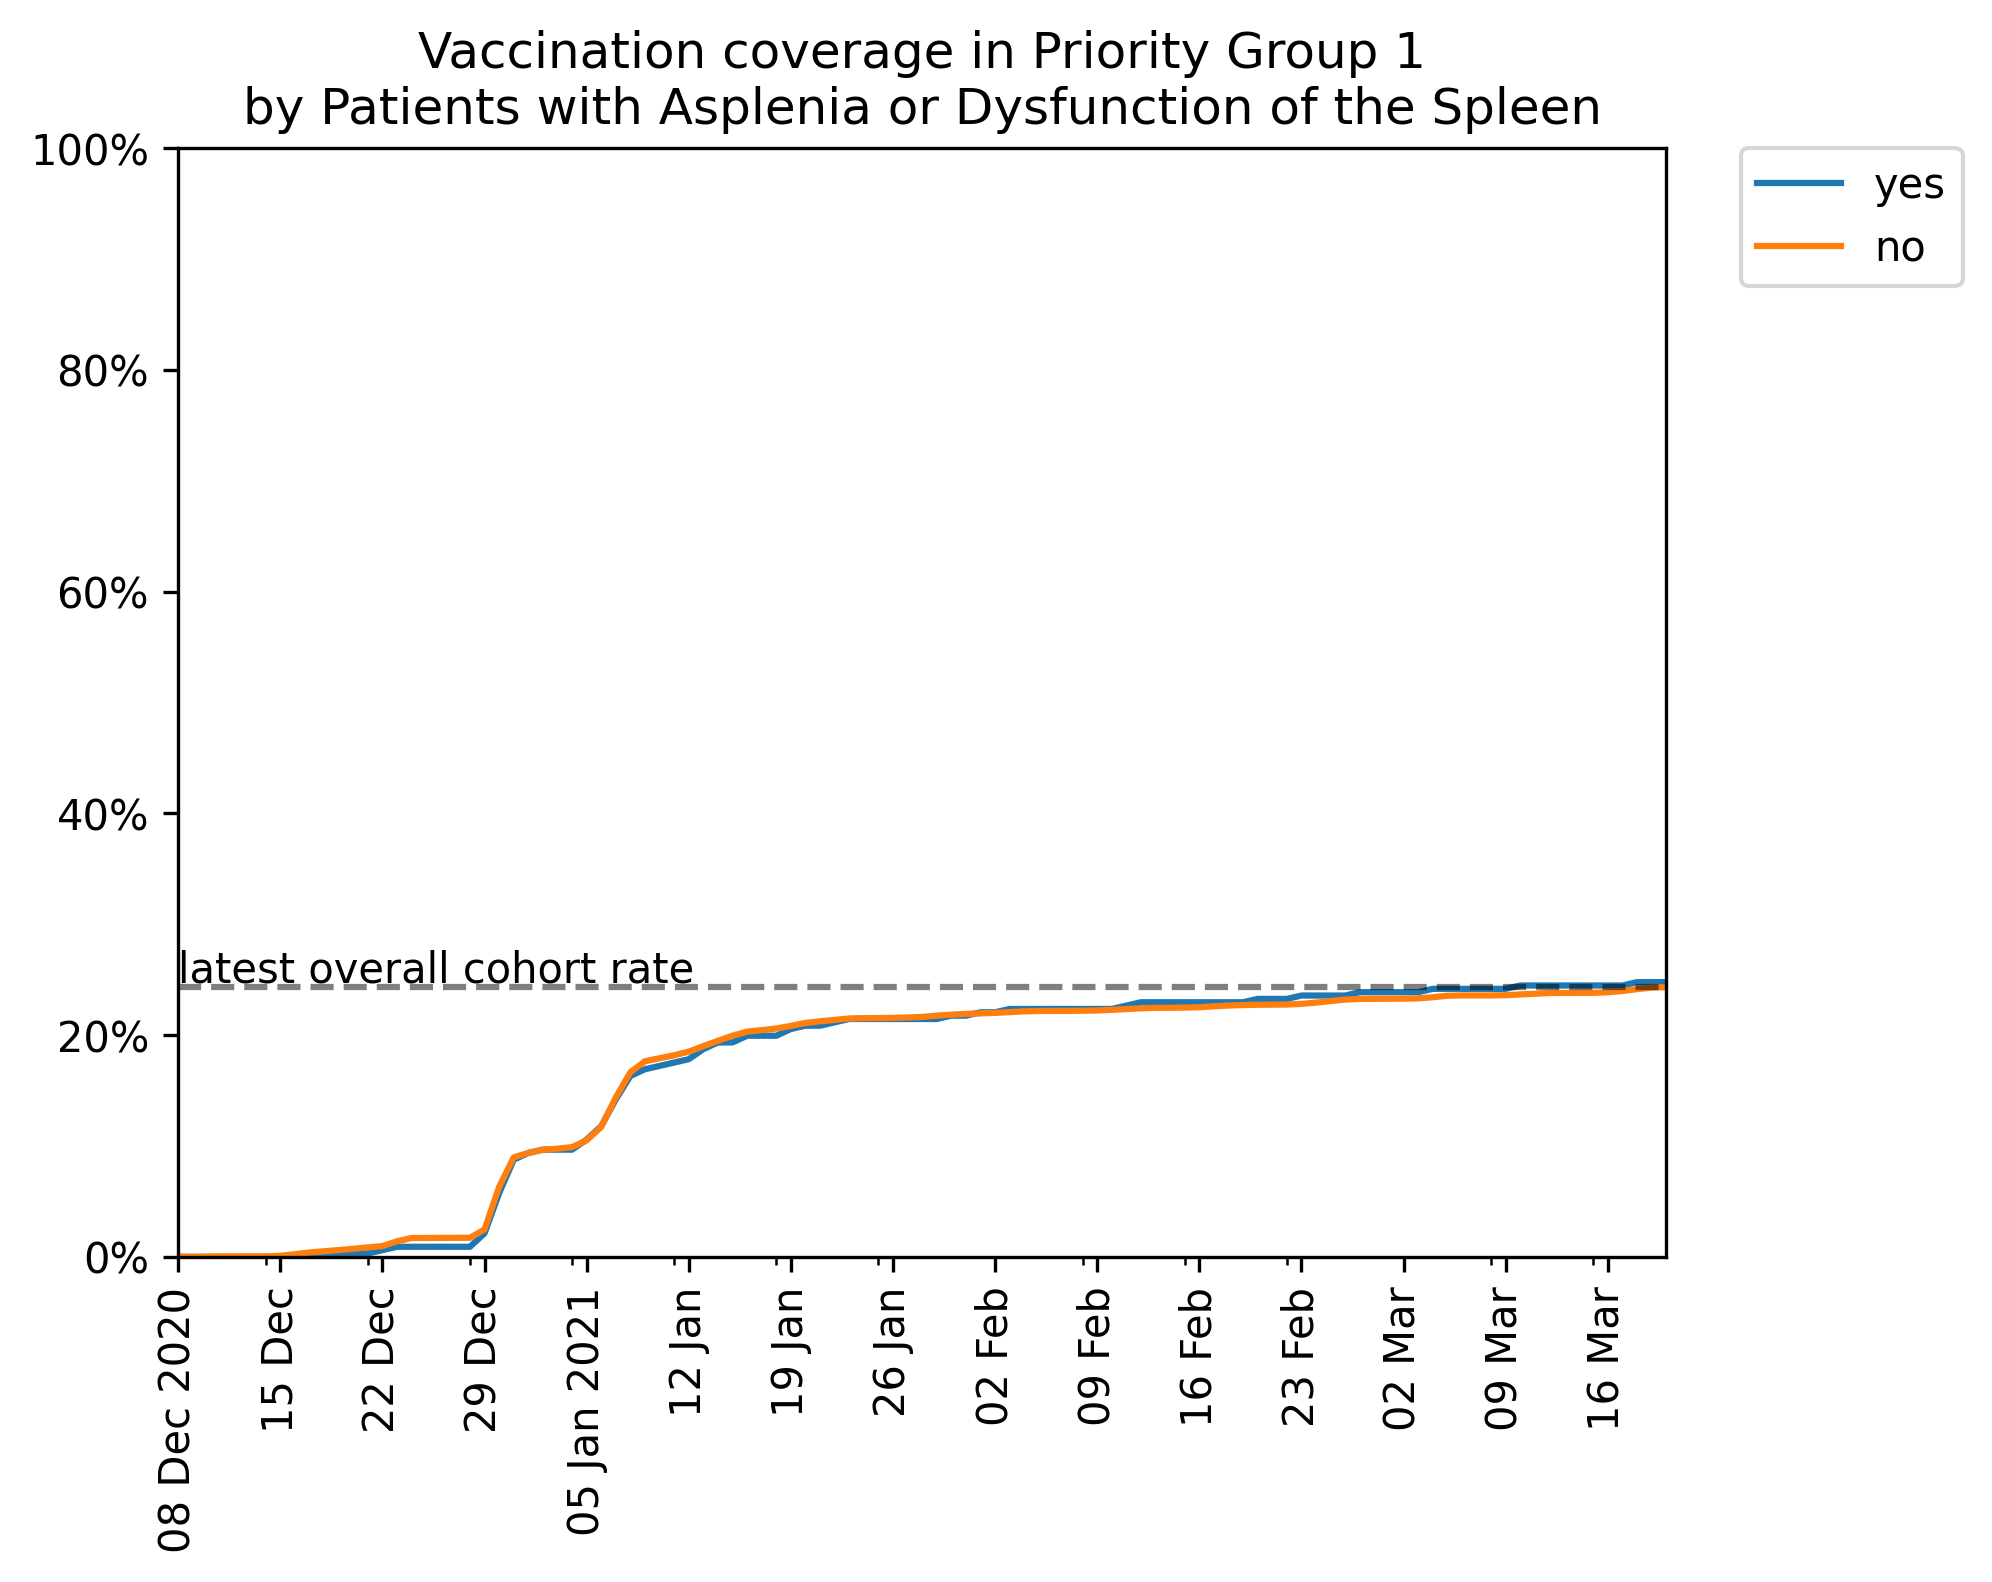 Vaccination coverage in Priority Group 1
by Patients with Asplenia or Dysfunction of the Spleen
100%
80%
60%
40%
20%
0%
latest overall cohort rate
yes
no
08 Dec 2020
15 Dec
22 Dec
29 Dec
05 Jan 2021
12 Jan
19 Jan
26 Jan
02 Feb
09 Feb
16 Feb
23 Feb
02 Mar
09 Mar
16 Mar